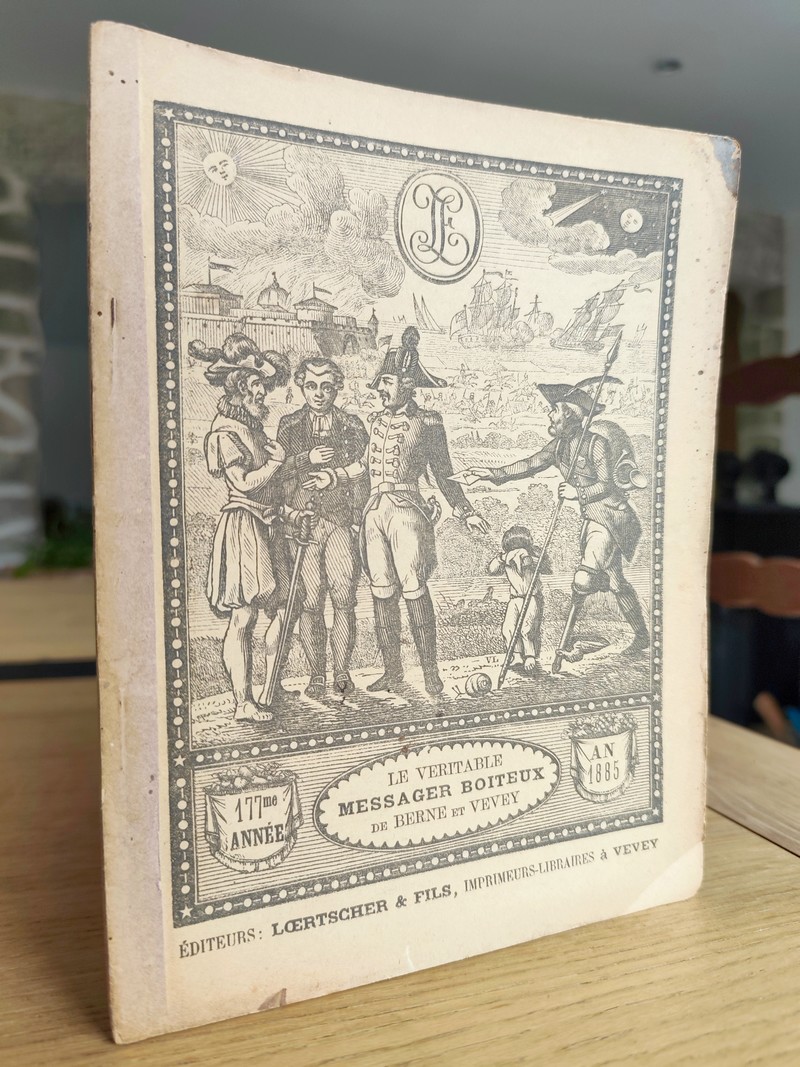 177me
ANNÉE
LE VERITABLE
MESSAGER BOITEUX
DE BERNE ET VEVEY
AN
1885
ÉDITEURS: LŒRTSCHER & FILS, IMPRIMEURS-LIBRAIRES à VEVEY